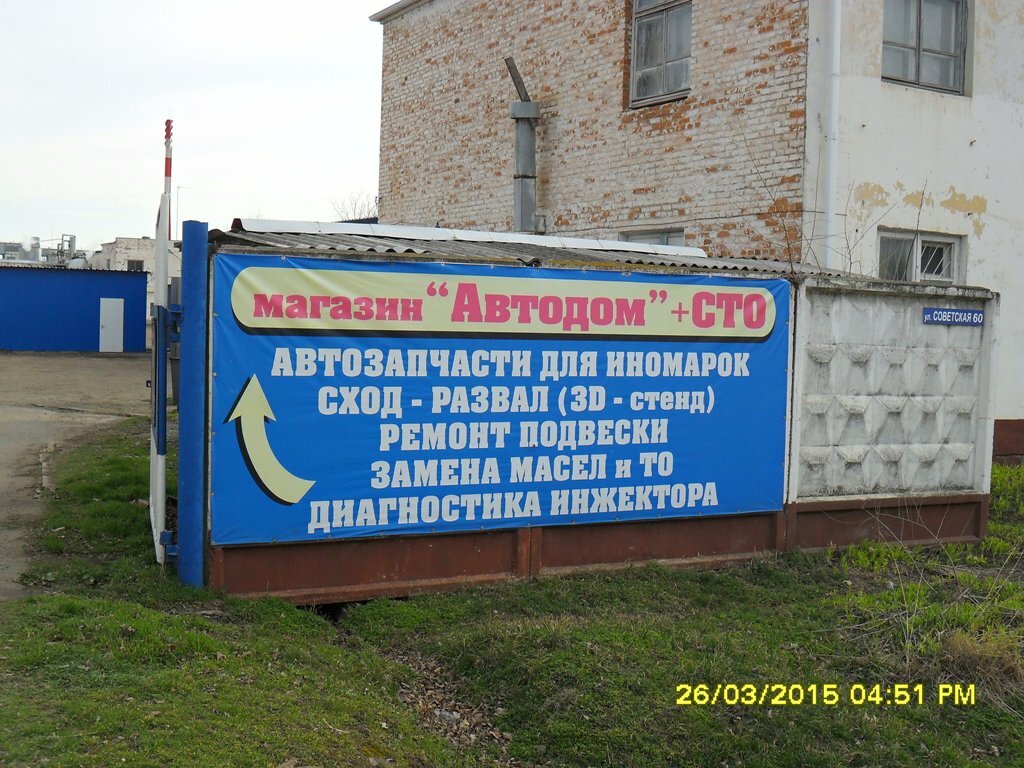 магазин “Автодом” +СТО
АВТОЗАПЧАСТИ ДЛЯ ИНОМАРОК
СХОД - РАЗВАЛ (3D - стенд)
РЕМОНТ ПОДВЕСКИ
ЗАМЕНА МАСЕЛ и ТО
ДИАГНОСТИКА ИНЖЕКТОРА
ул. СОВЕТСКАЯ 60
26/03/2015 04:51 PM